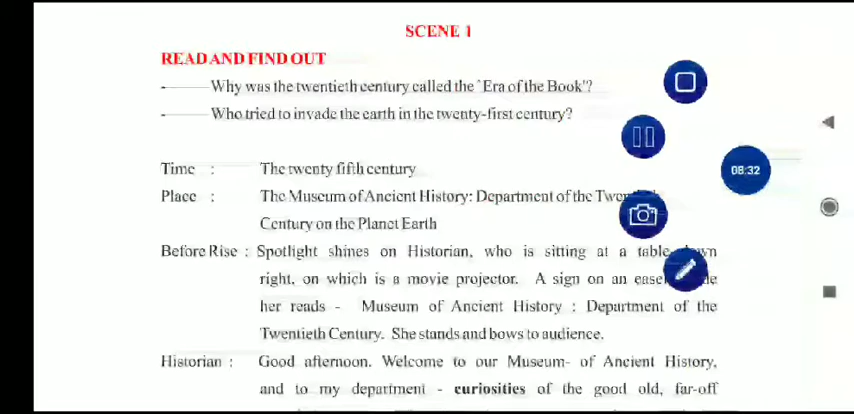 SCENE 1
READ AND FIND OUT
- Why was the twentieth century called the `Era of the Book'?
- Who tried to invade the earth in the twenty-first century?
08:32
Time : The twenty fifth century
Place : The Museum of Ancient History: Department of the
Century on the Planet Earth
Before Rise : Spotlight shines on Historian, who is sitting at a table
right, on which is a movie projector. A sign on an
her reads - Museum of Ancient History : Department of the
Twentieth Century. She stands and bows to audience.
Historian : Good afternoon. Welcome to our Museum- of Ancient History,
and to my department - curiosities of the good old, far-off